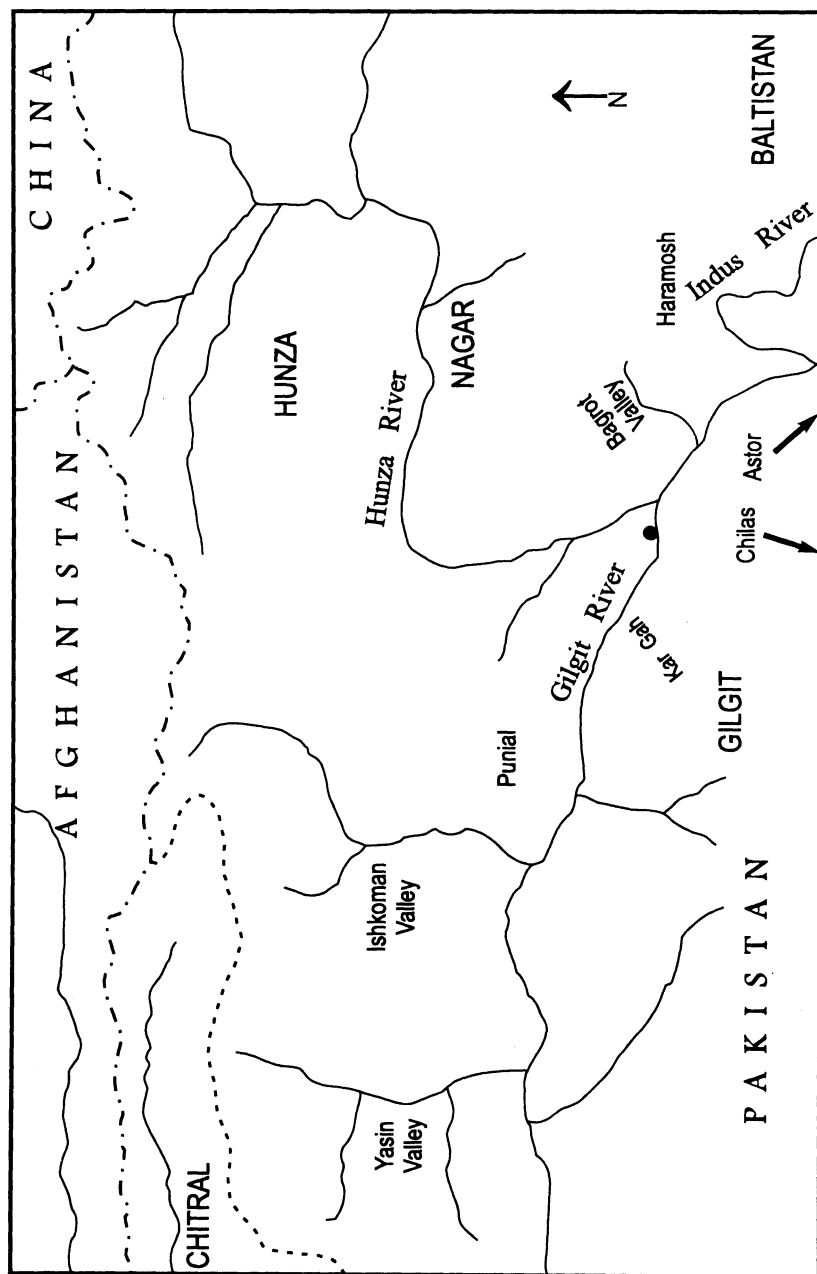 CHINA
AFGHANISTAN
CHITRAL
HUNZA
Hunza River
NAGAR
N
Yasin
Valley
Ishkoman
Valley
Punial
Gilgit River
Kar Gah
Bagrot
Valley
Haramosh
Indus River
BALTISTAN
GILGIT
Chilas
Astor
PAKISTAN